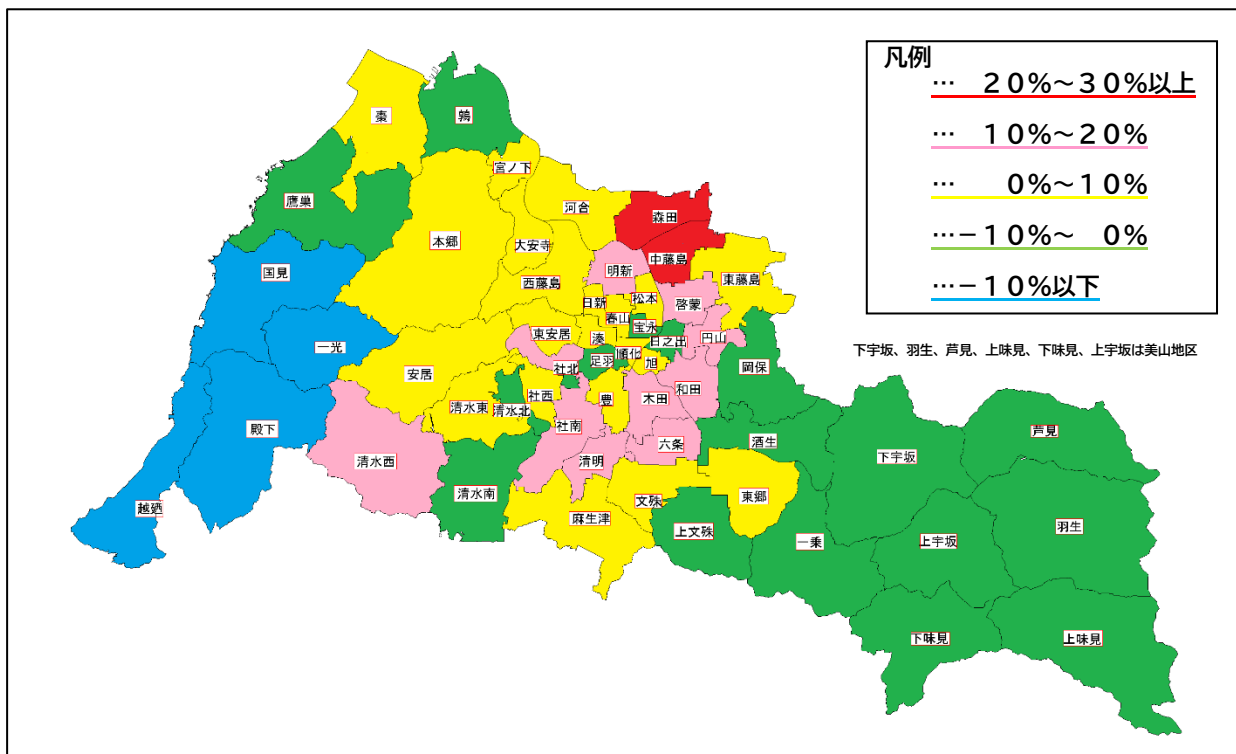 凡例
… 20%～30%以上
… 10%～20%
… 0%～10%
…－10%～ 0%
…－10%以下
下宇坂、羽生、芦見、上味見、下味見、上宇坂は美山地区
棗
鶉
宮ノ下
鷹巣
河合
森田
本郷
大安寺
中藤島
国見
明新
東藤島
西藤島
日新
松本
啓蒙
春山
宝永
東安居
湊
日之出
円山
一光
順化
社北
足羽
旭
岡保
安居
和田
社西
豊
木田
清水東
清水北
殿下
社南
六条
酒生
芦見
下宇坂
清水西
清明
清水南
文殊
東郷
越廼
麻生津
上文殊
一乗
上宇坂
羽生
下味見
上味見